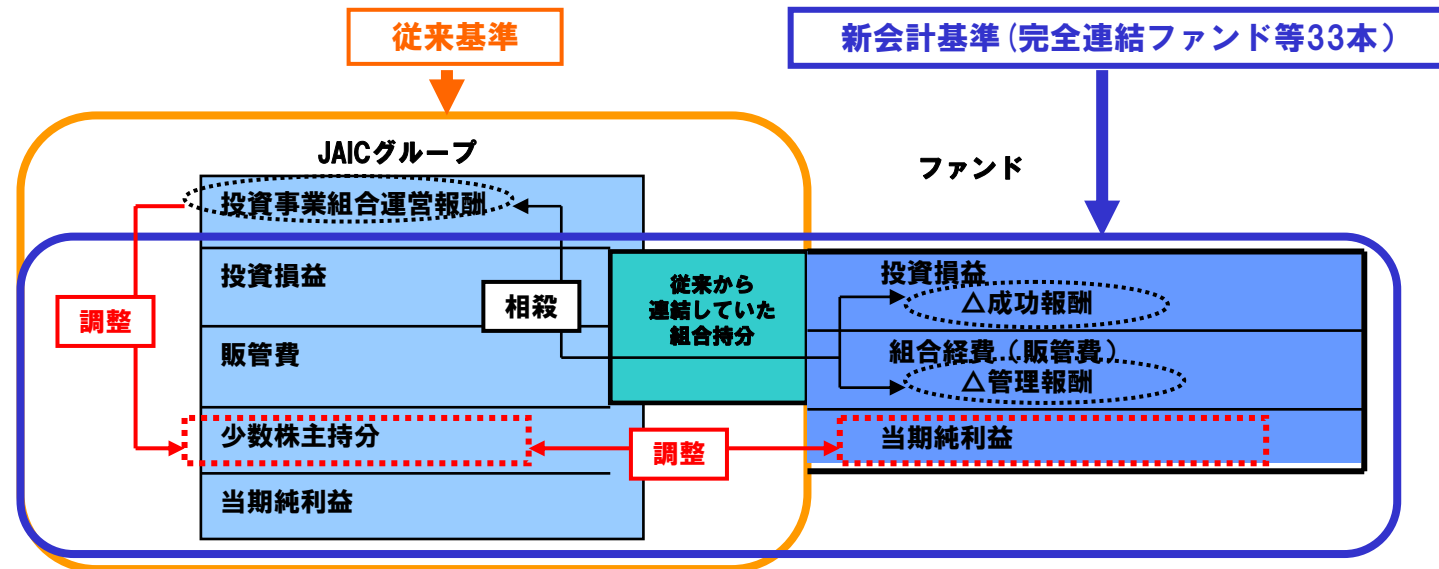 従来基準
新会計基準(完全連結ファンド等33本)
JAICグループ
ファンド
投資事業組合運営報酬
投資損益
販管費
少数株主持分
当期純利益
調整
相殺
従来から
連結していた
組合持分
投資損益
△成功報酬
組合経費(販管費)
△管理報酬
当期純利益
調整